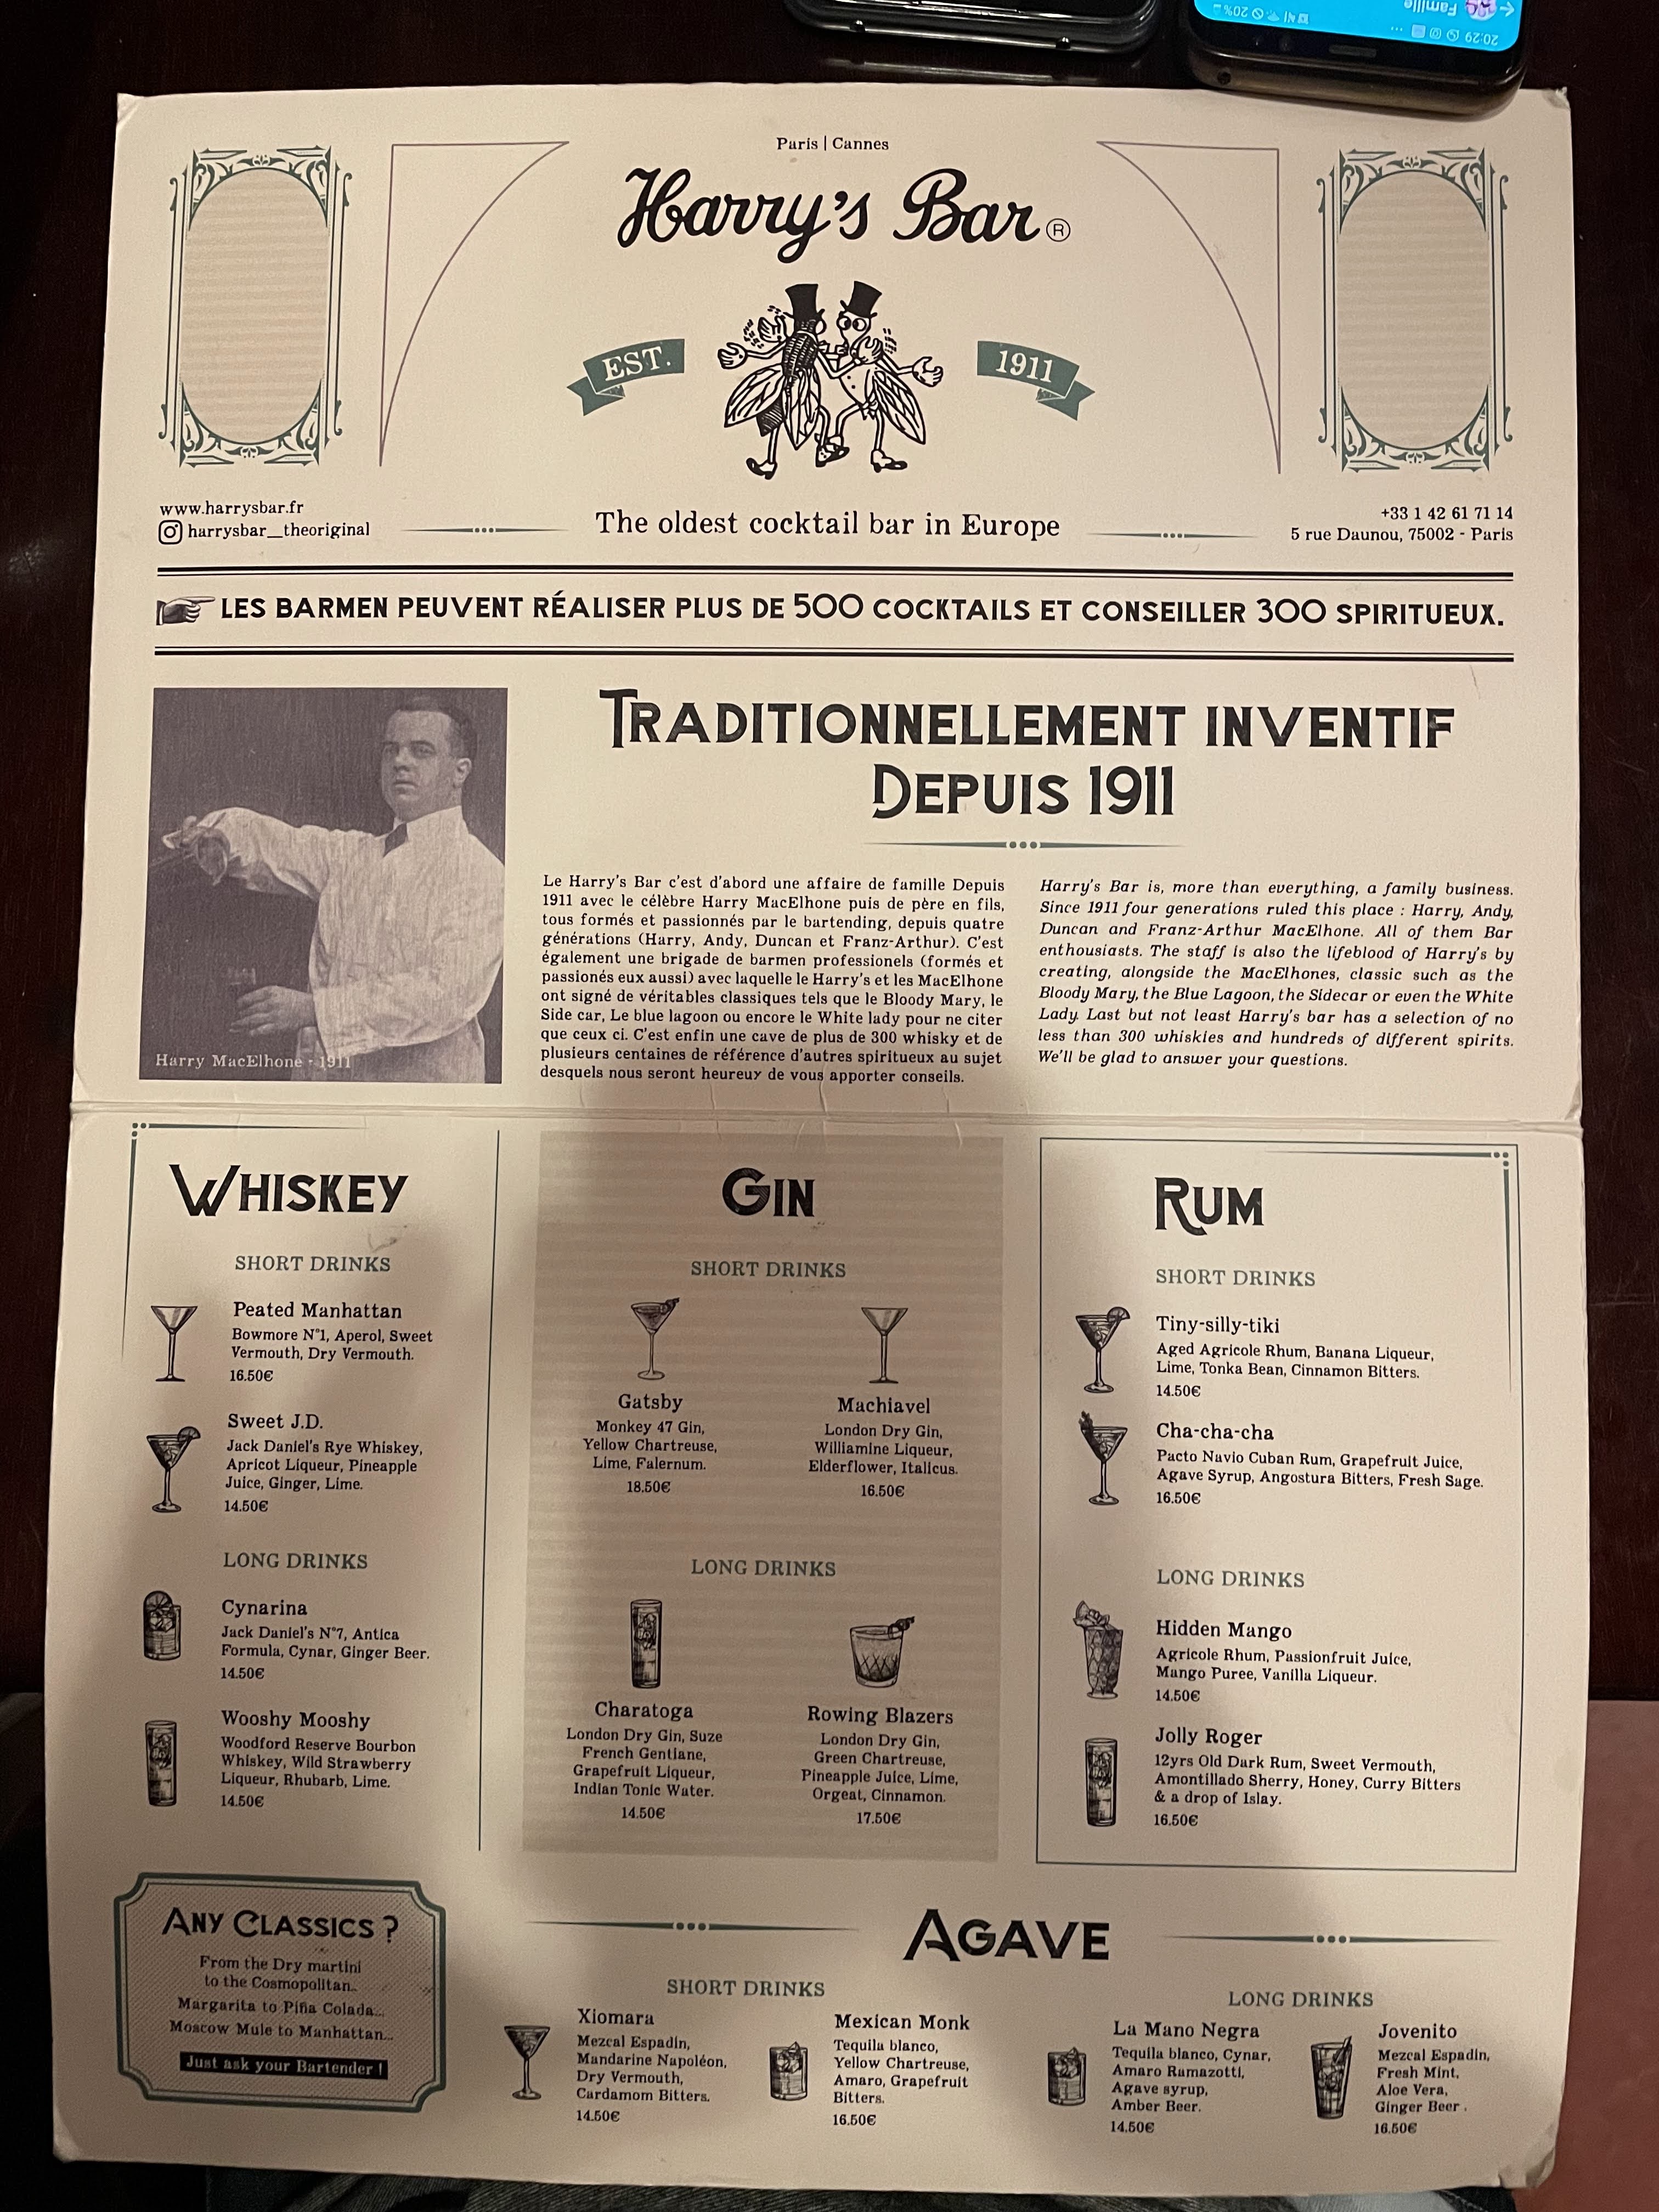 20:29
20%
Famille
Paris | Cannes
Harry's Bar ®
EST. 1911
www.harrysbar.fr
harrysbar__theoriginal
The oldest cocktail bar in Europe
+33 1 42 61 71 14
5 rue Daunou, 75002 - Paris
LES BARMEN PEUVENT RÉALISER PLUS DE 500 COCKTAILS ET CONSEILLER 300 SPIRITUEUX.
TRADITIONNELLEMENT INVENTIF
DEPUIS 1911
Harry MacElhone - 1911
Le Harry's Bar c'est d'abord une affaire de famille Depuis
1911 avec le célèbre Harry MacElhone puis de père en fils,
tous formés et passionnés par le bartending, depuis quatre
générations (Harry, Andy, Duncan et Franz-Arthur). C'est
également une brigade de barmen professionels (formés et
passionés eux aussi) avec laquelle le Harry's et les MacElhone
ont signé de véritables classiques tels que le Bloody Mary, le
Side car, Le blue lagoon ou encore le White lady pour ne citer
que ceux ci. C'est enfin une cave de plus de 300 whisky et de
plusieurs centaines de référence d'autres spiritueux au sujet
desquels nous seront heureuy de vous apporter conseils.
Harry's Bar is, more than everything, a family business.
Since 1911 four generations ruled this place : Harry, Andy,
Duncan and Franz-Arthur MacElhone. All of them Bar
enthousiasts. The staff is also the lifeblood of Harry's by
creating, alongside the MacElhones, classic such as the
Bloody Mary, the Blue Lagoon, the Sidecar or even the White
Lady. Last but not least Harry's bar has a selection of no
less than 300 whiskies and hundreds of different spirits.
We'll be glad to answer your questions.
WHISKEY
SHORT DRINKS
Peated Manhattan
Bowmore N°1, Aperol, Sweet
Vermouth, Dry Vermouth.
16.50€
Sweet J.D.
Jack Daniel's Rye Whiskey,
Apricot Liqueur, Pineapple
Juice, Ginger, Lime.
14.50€
LONG DRINKS
Cynarina
Jack Daniel's N°7, Antica
Formula, Cynar, Ginger Beer.
14.50€
Wooshy Mooshy
Woodford Reserve Bourbon
Whiskey, Wild Strawberry
Liqueur, Rhubarb, Lime.
14.50€
GIN
SHORT DRINKS
Gatsby
Monkey 47 Gin,
Yellow Chartreuse,
Lime, Falernum.
18.50€
Machiavel
London Dry Gin,
Williamine Liqueur,
Elderflower, Italicus.
16.50€
LONG DRINKS
Charatoga
London Dry Gin, Suze
French Gentiane,
Grapefruit Liqueur,
Indian Tonic Water.
14.50€
Rowing Blazers
London Dry Gin,
Green Chartreuse,
Pineapple Juice, Lime,
Orgeat, Cinnamon.
17.50€
RUM
SHORT DRINKS
Tiny-silly-tiki
Aged Agricole Rhum, Banana Liqueur,
Lime, Tonka Bean, Cinnamon Bitters.
14.50€
Cha-cha-cha
Pacto Navio Cuban Rum, Grapefruit Juice,
Agave Syrup, Angostura Bitters, Fresh Sage.
16.50€
LONG DRINKS
Hidden Mango
Agricole Rhum, Passionfruit Juice,
Mango Puree, Vanilla Liqueur.
14.50€
Jolly Roger
12yrs Old Dark Rum, Sweet Vermouth,
Amontillado Sherry, Honey, Curry Bitters
& a drop of Islay.
16.50€
ANY CLASSICS ?
From the Dry martini
to the Cosmopolitan..
Margarita to Piña Colada...
Moscow Mule to Manhattan...
Just ask your Bartender !
AGAVE
SHORT DRINKS
Xiomara
Mezcal Espadin,
Mandarine Napoléon,
Dry Vermouth,
Cardamom Bitters.
14.50€
Mexican Monk
Tequila blanco,
Yellow Chartreuse,
Amaro, Grapefruit
Bitters.
16.50€
LONG DRINKS
La Mano Negra
Tequila blanco, Cynar,
Amaro Ramazotti,
Agave syrup,
Amber Beer.
14.50€
Jovenito
Mezcal Espadin,
Fresh Mint,
Aloe Vera,
Ginger Beer .
16.50€